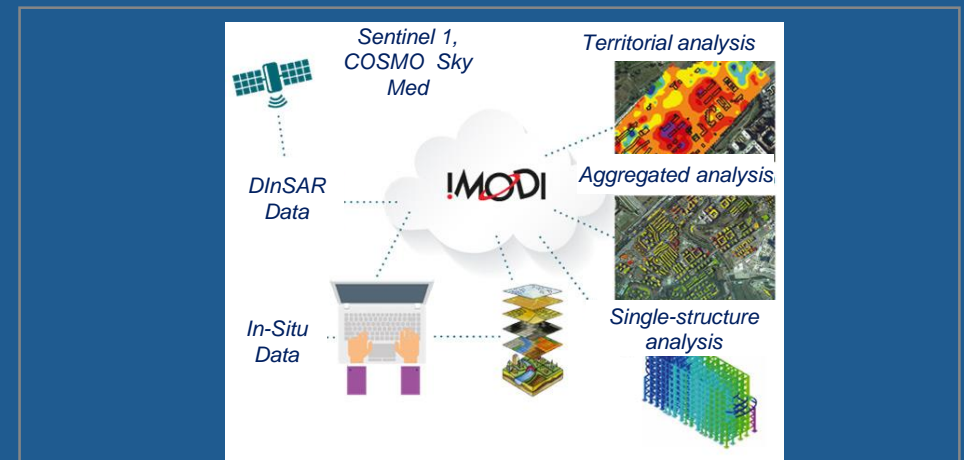 Sentinel 1,
COSMO Sky
Med
Territorial analysis
!MODI
DInSAR
Data
Aggregated analysis
In-Situ
Data
Single-structure
analysis